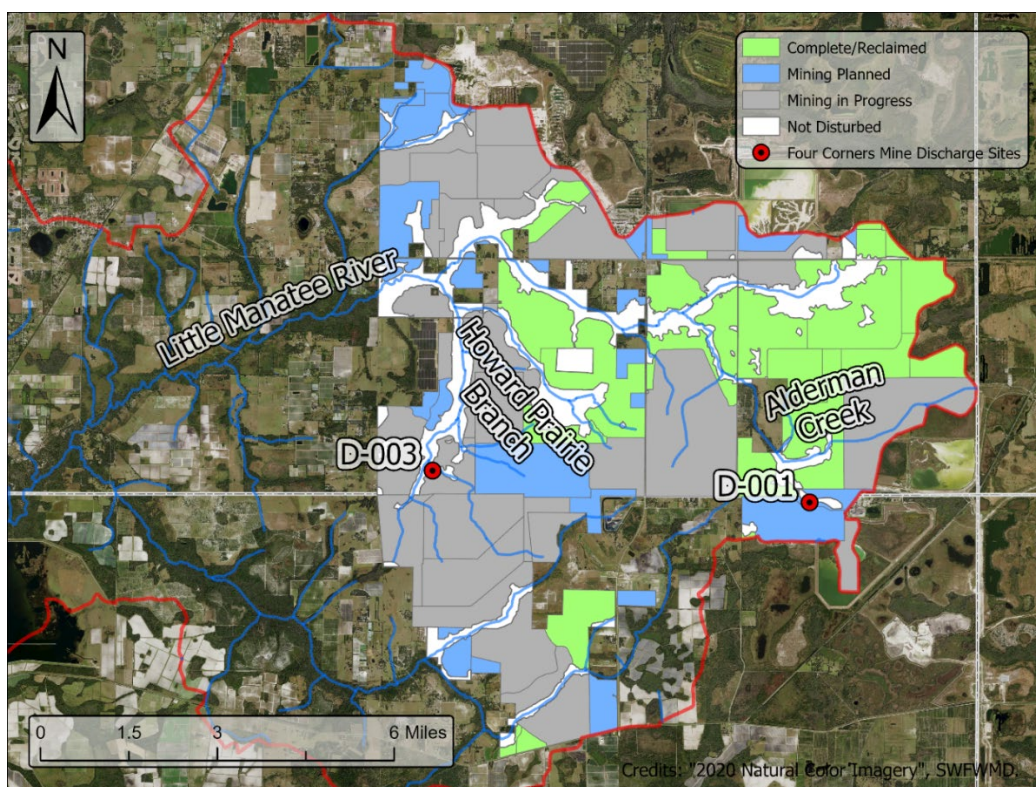 N
Complete/Reclaimed
Mining Planned
Mining in Progress
Not Disturbed
Four Corners Mine Discharge Sites
Little Manatee River
Howard Prairie
Branch
Alderman
Creek
D-003
D-001
0 1.5 3 6 Miles
Credits: "2020 Natural Color Imagery", SWFWMD.